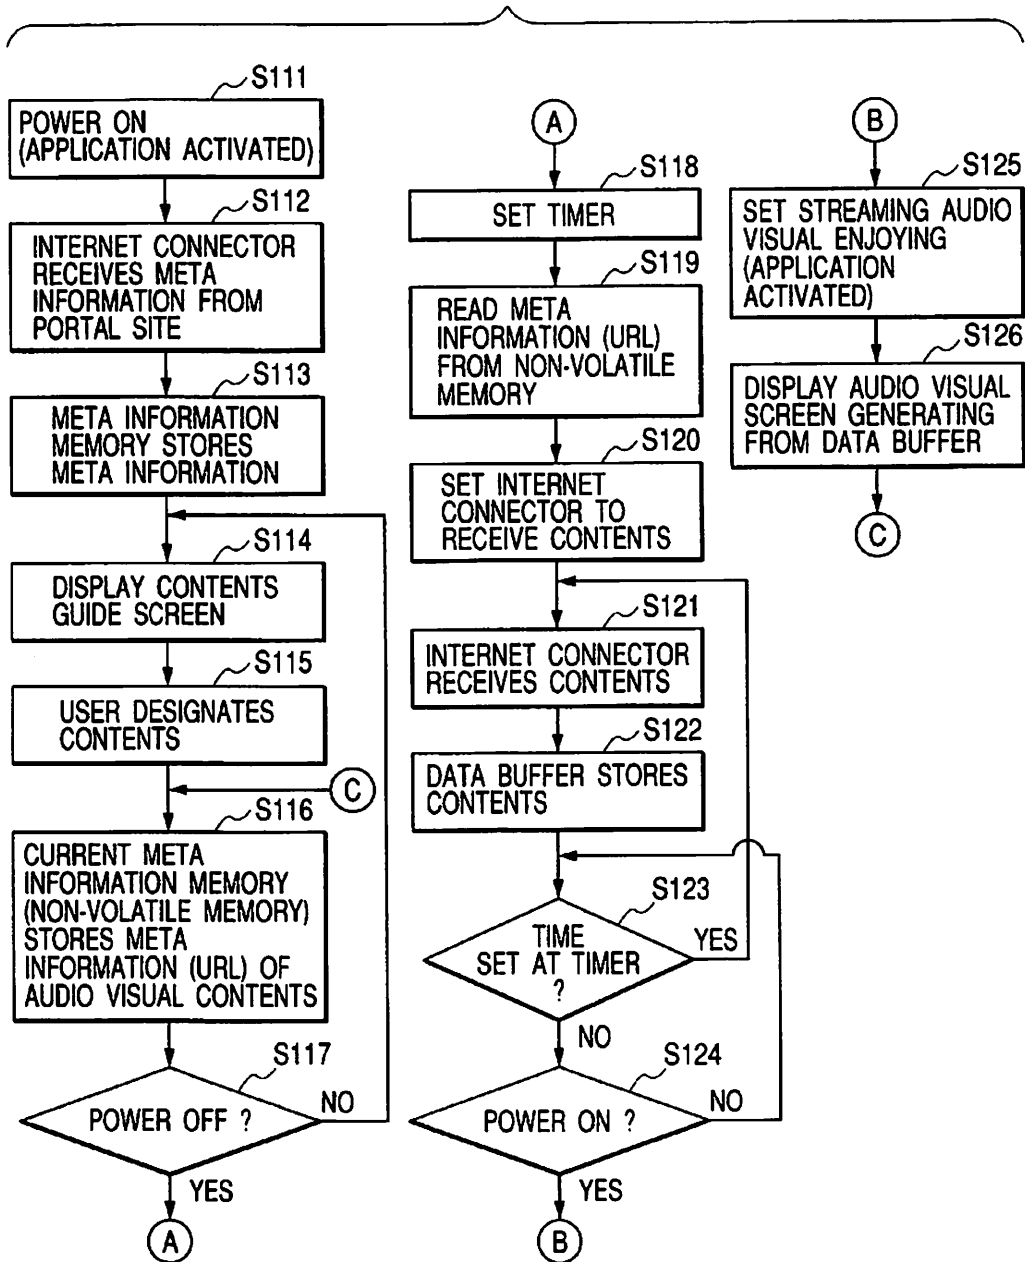 S111
POWER ON
(APPLICATION ACTIVATED)
S112
INTERNET CONNECTOR
RECEIVES META
INFORMATION FROM
PORTAL SITE
S113
META INFORMATION
MEMORY STORES
META INFORMATION
S114
DISPLAY CONTENTS
GUIDE SCREEN
S115
USER DESIGNATES
CONTENTS
C
S116
CURRENT META
INFORMATION MEMORY
(NON-VOLATILE MEMORY)
STORES META
INFORMATION (URL) OF
AUDIO VISUAL CONTENTS
S117
POWER OFF ?
NO
YES
A
A
S118
SET TIMER
S119
READ META
INFORMATION (URL)
FROM NON-VOLATILE
MEMORY
S120
SET INTERNET
CONNECTOR TO
RECEIVE CONTENTS
S121
INTERNET CONNECTOR
RECEIVES CONTENTS
S122
DATA BUFFER STORES
CONTENTS
S123
TIME
SET AT TIMER
?
YES
NO
S124
POWER ON ?
NO
YES
B
B
S125
SET STREAMING AUDIO
VISUAL ENJOYING
(APPLICATION
ACTIVATED)
S126
DISPLAY AUDIO VISUAL
SCREEN GENERATING
FROM DATA BUFFER
C